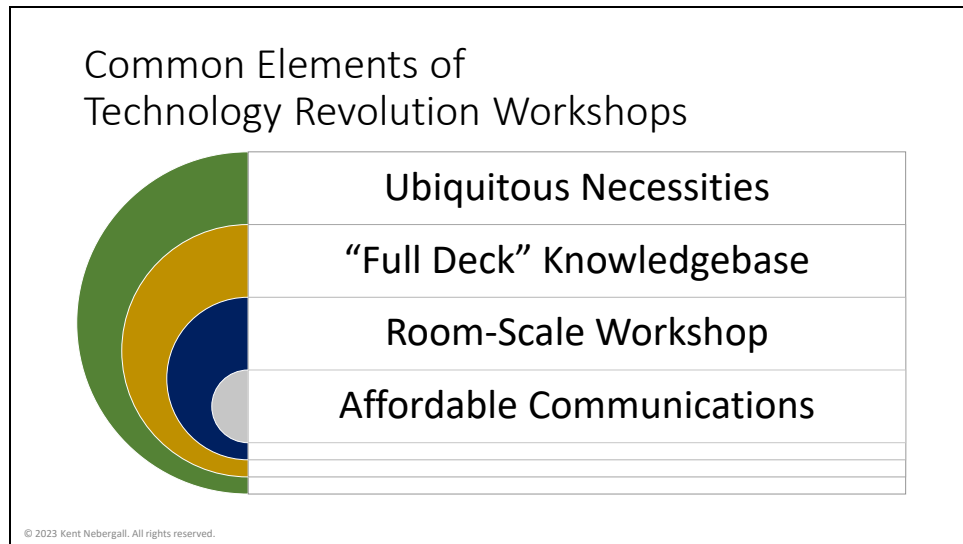 Common Elements of
Technology Revolution Workshops
Ubiquitous Necessities
“Full Deck” Knowledgebase
Room-Scale Workshop
Affordable Communications
© 2023 Kent Nebergall. All rights reserved.